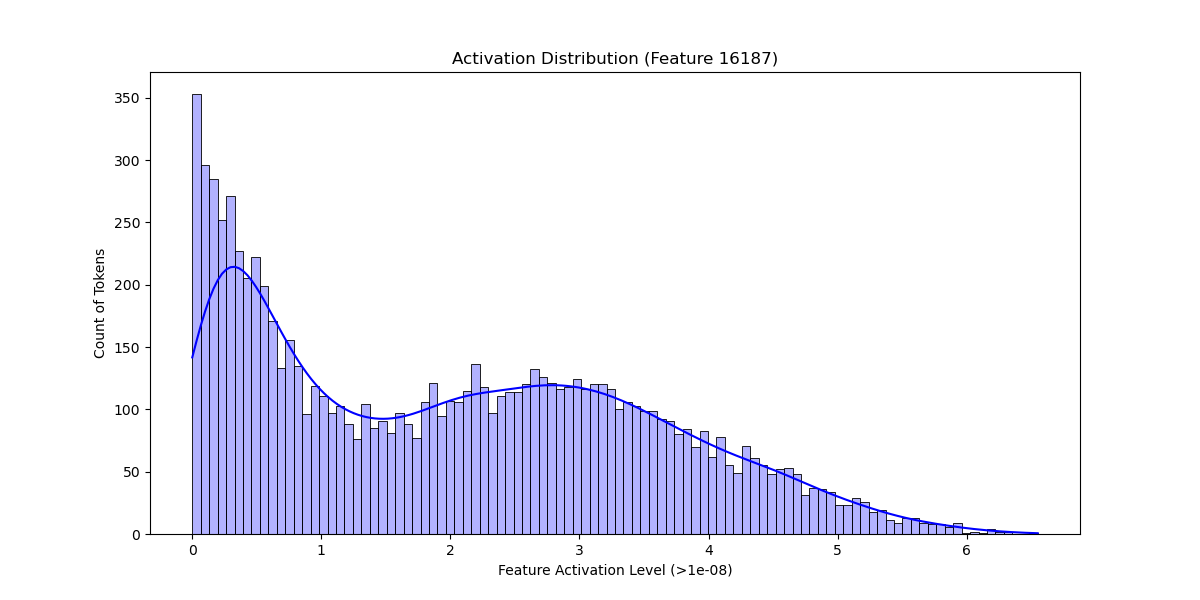 Activation Distribution (Feature 16187)
350
300
250
200
150
100
50
0
Count of Tokens
0 1 2 3 4 5 6
Feature Activation Level (>1e-08)